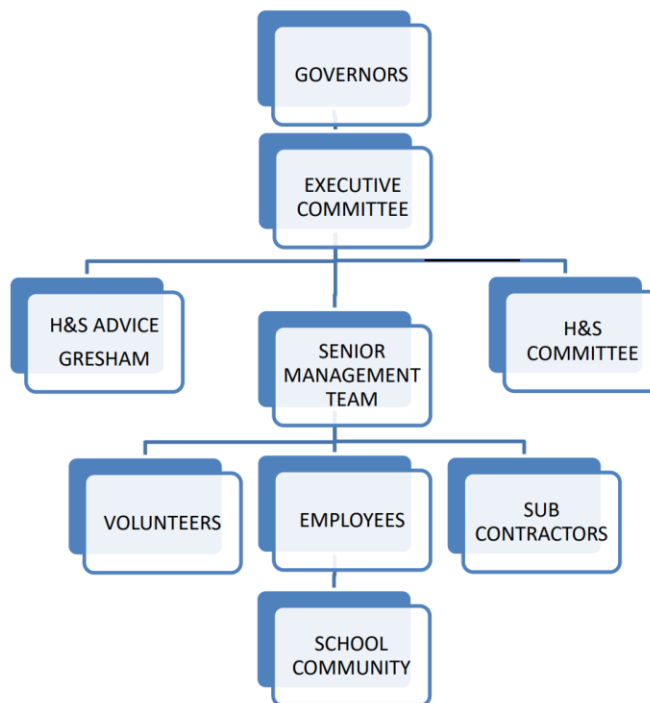 GOVERNORS
EXECUTIVE
COMMITTEE
H&S ADVICE
GRESHAM
SENIOR
MANAGEMENT
TEAM
H&S
COMMITTEE
VOLUNTEERS
EMPLOYEES
SUB
CONTRACTORS
SCHOOL
COMMUNITY